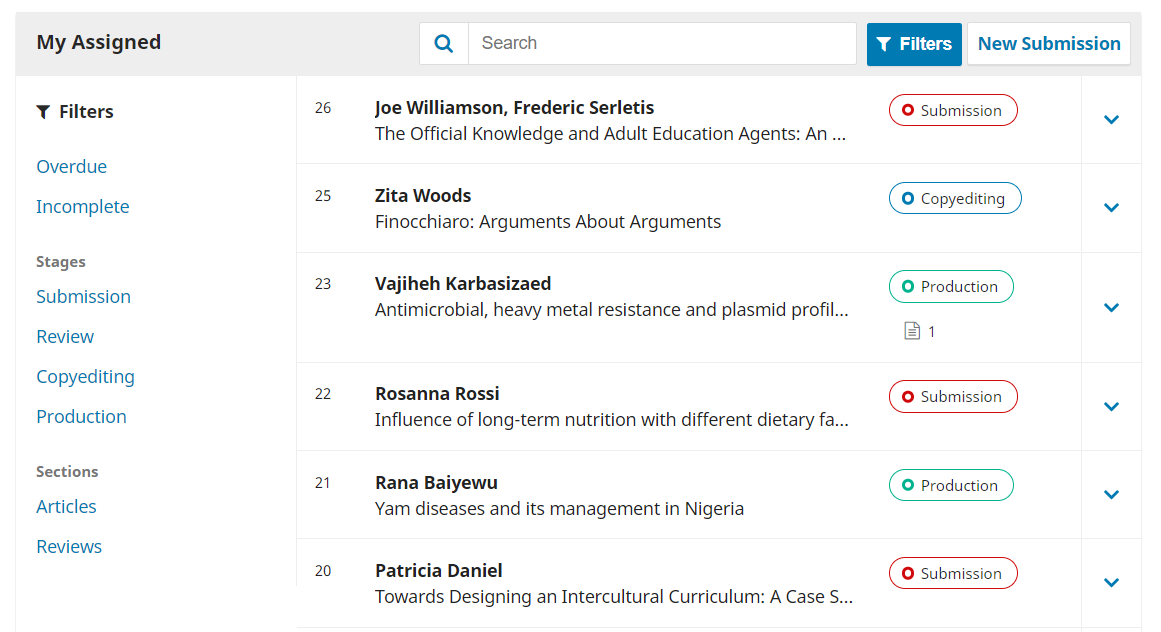 My Assigned
Search
Filters
New Submission
Filters
Overdue
Incomplete
Stages
Submission
Review
Copyediting
Production
Sections
Articles
Reviews
26
Joe Williamson, Frederic Serletis
The Official Knowledge and Adult Education Agents: An ...
Submission
25
Zita Woods
Finocchiaro: Arguments About Arguments
Copyediting
23
Vajiheh Karbasizaed
Antimicrobial, heavy metal resistance and plasmid profil...
Production
1
22
Rosanna Rossi
Influence of long-term nutrition with different dietary fa...
Submission
21
Rana Baiyewu
Yam diseases and its management in Nigeria
Production
20
Patricia Daniel
Towards Designing an Intercultural Curriculum: A Case S...
Submission